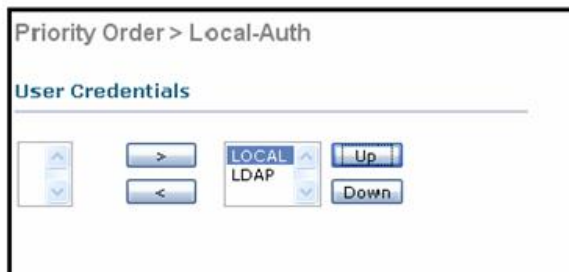 Priority Order > Local-Auth
User Credentials
> LOCAL Up
< LDAP Down